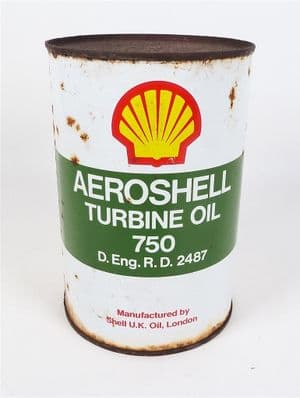 AEROSHELL
TURBINE OIL
750
D. Eng. R. D. 2487
Manufactured by
Shell U.K. Oil, London